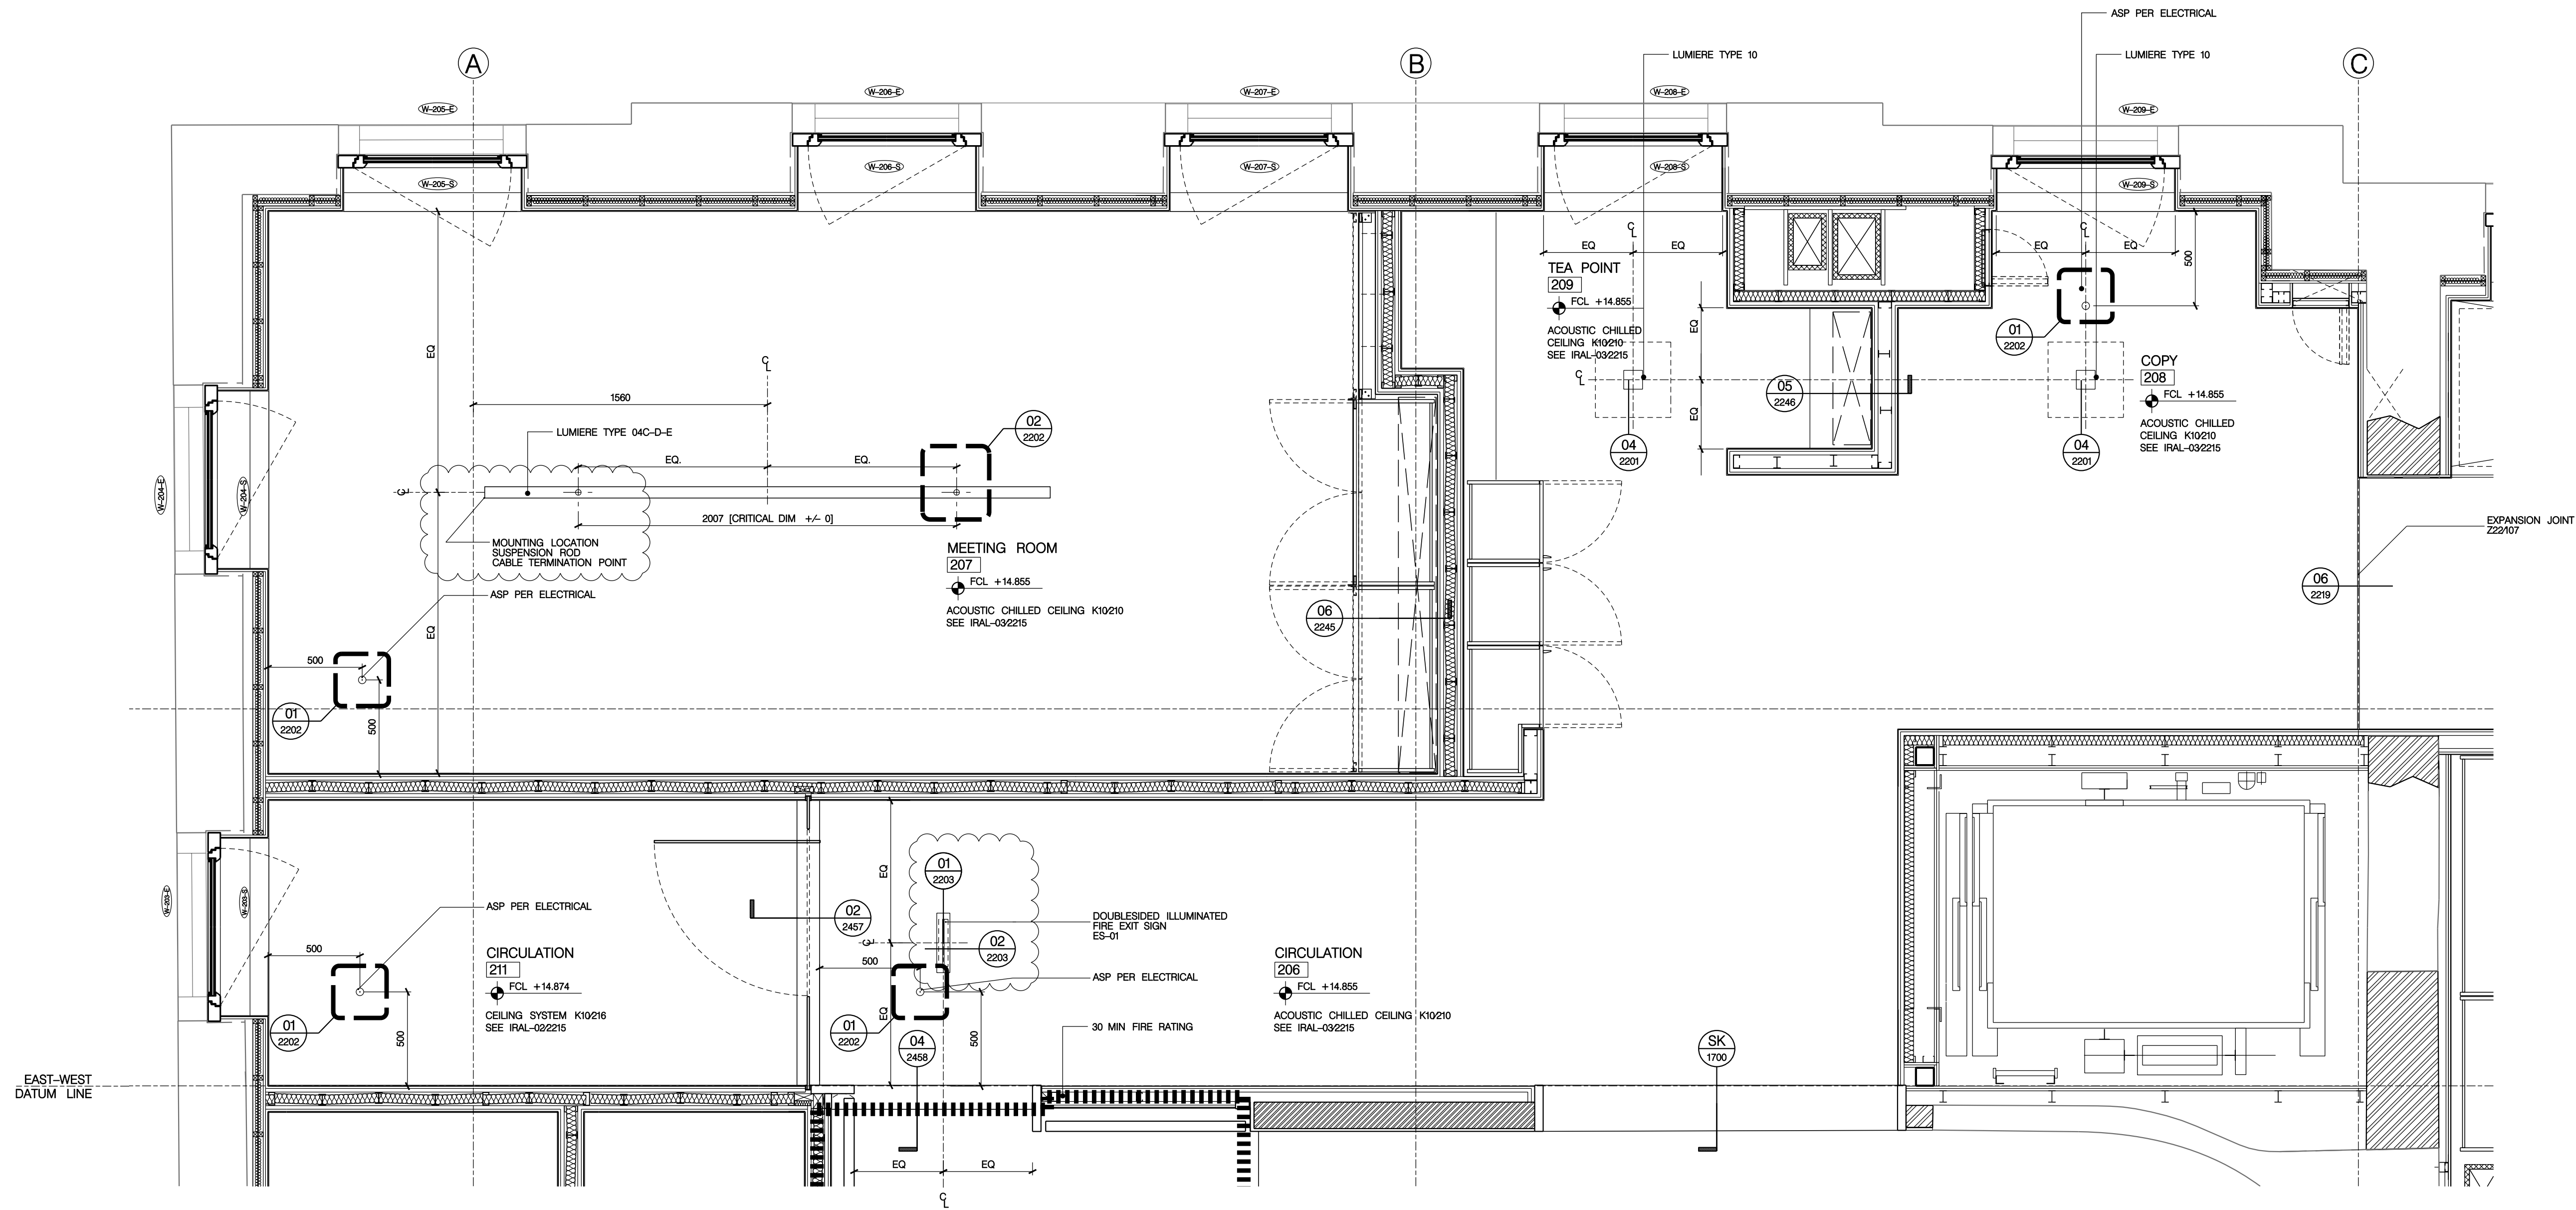 ASP PER ELECTRICAL
LUMIERE TYPE 10
LUMIERE TYPE 10
A
B
C
W-205-E
W-206-E
W-207-E
W-208-E
W-209-E
W-205-S
W-206-S
W-207-S
W-208-S
W-209-S
EQ
EQ
EQ
EQ
500
TEA POINT
209
FCL +14.855
ACOUSTIC CHILLED
CEILING K10/210
SEE IRAL-03/2215
EQ
EQ
01
2202
COPY
208
FCL +14.855
ACOUSTIC CHILLED
CEILING K10/210
SEE IRAL-03/2215
05
2246
04
2201
04
2201
EQ
1560
LUMIERE TYPE 04C-D-E
02
2202
EQ.
EQ.
2007 [CRITICAL DIM +/- 0]
W-204-E
W-204-S
MOUNTING LOCATION
SUSPENSION ROD
CABLE TERMINATION POINT
MEETING ROOM
207
FCL +14.855
ACOUSTIC CHILLED CEILING K10/210
SEE IRAL-03/2215
ASP PER ELECTRICAL
EQ
06
2245
EXPANSION JOINT
Z22/107
06
2219
500
01
2202
500
W-203-E
W-203-S
ASP PER ELECTRICAL
500
CIRCULATION
211
FCL +14.874
CEILING SYSTEM K10/216
SEE IRAL-02/2215
01
2202
500
02
2457
EQ
01
2203
02
2203
500
EQ
01
2202
04
2458
500
DOUBLESIDED ILLUMINATED
FIRE EXIT SIGN
ES-01
ASP PER ELECTRICAL
30 MIN FIRE RATING
CIRCULATION
206
FCL +14.855
ACOUSTIC CHILLED CEILING K10/210
SEE IRAL-03/2215
SK
1700
EAST-WEST
DATUM LINE
EQ
EQ